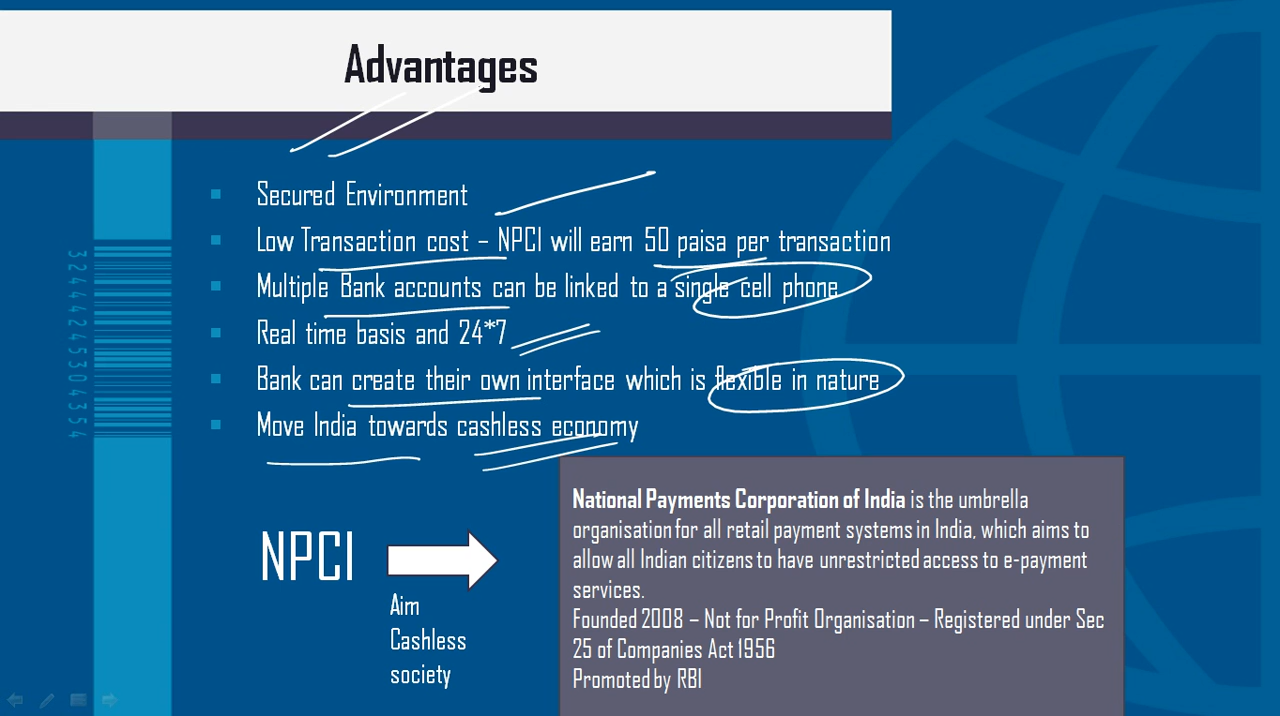 Advantages
Secured Environment
Low Transaction cost – NPCI will earn 50 paisa per transaction
Multiple Bank accounts can be linked to a single cell phone
Real time basis and 24*7
Bank can create their own interface which is flexible in nature
Move India towards cashless economy
32444245304354
NPCI
Aim
Cashless
society
National Payments Corporation of India is the umbrella
organisation for all retail payment systems in India, which aims to
allow all Indian citizens to have unrestricted access to e-payment
services.
Founded 2008 – Not for Profit Organisation – Registered under Sec
25 of Companies Act 1956
Promoted by RBI